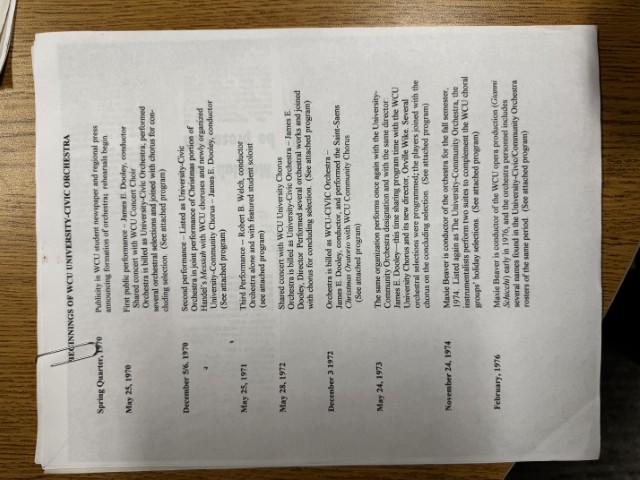 BEGINNINGS OF WCU UNIVERSITY-CIVIC ORCHESTRA
Spring Quarter, 1970 Publicity in WCU student newspaper and regional press
announcing formation of orchestra; rehearsals begin.
May 25, 1970 First public performance – James E. Dooley, conductor
Shared concert with WCU Concert Choir
Orchestra is billed as University-Civic Orchestra; performed
several orchestral selections and joined with chorus for con-
cluding selection. (See attached program)
December 5/6. 1970 Second performance – Listed as University-Civic
Orchestra in joint performance of Christmas portion of
Handel's Messiah with WCU choruses and newly organized
University-Community Chorus – James E. Dooley, conductor
(See attached program)
May 25, 1971 Third Performance -- Robert B. Welch, conductor
Orchestra alone and with featured student soloist
(see attached program)
May 28, 1972 Shared concert with WCU University Chorus
Orchestra is billed as University-Civic Orchestra – James E.
Dooley, Director Performed several orchestral works and joined
with chorus for concluding selection. (See attached program)
December 3 1972 Orchestra is billed as WCU-CIVIC Orchestra –
James E. Dooley, conductor, and performed the Saint-Saens
Christmas Oratorio with WCU Community Chorus
(See attached program)
May 24, 1973 The same organization performs once again with the University-
Community Orchestra designation and with the same director:
James E. Dooley—this time sharing program time with the WCU
University Chorus and its new director, Orville Wike. Several
orchestral selections were programmed; the players joined with the
chorus on the concluding selection. (See attached program)
November 24, 1974 Maxie Beaver is conductor of the orchestra for the fall semester,
1974. Listed again as The University-Community Orchestra, the
instrumentalists perform two suites to complement the WCU choral
groups' holiday selections. (See attached program)
February, 1976 Maxie Beaver is conductor of the WCU opera production (Gianni
Schicchi) early in 1976, and the orchestra personnel includes
several names found in the University-Civic/Community Orchestra
rosters of the same period. (See attached program)